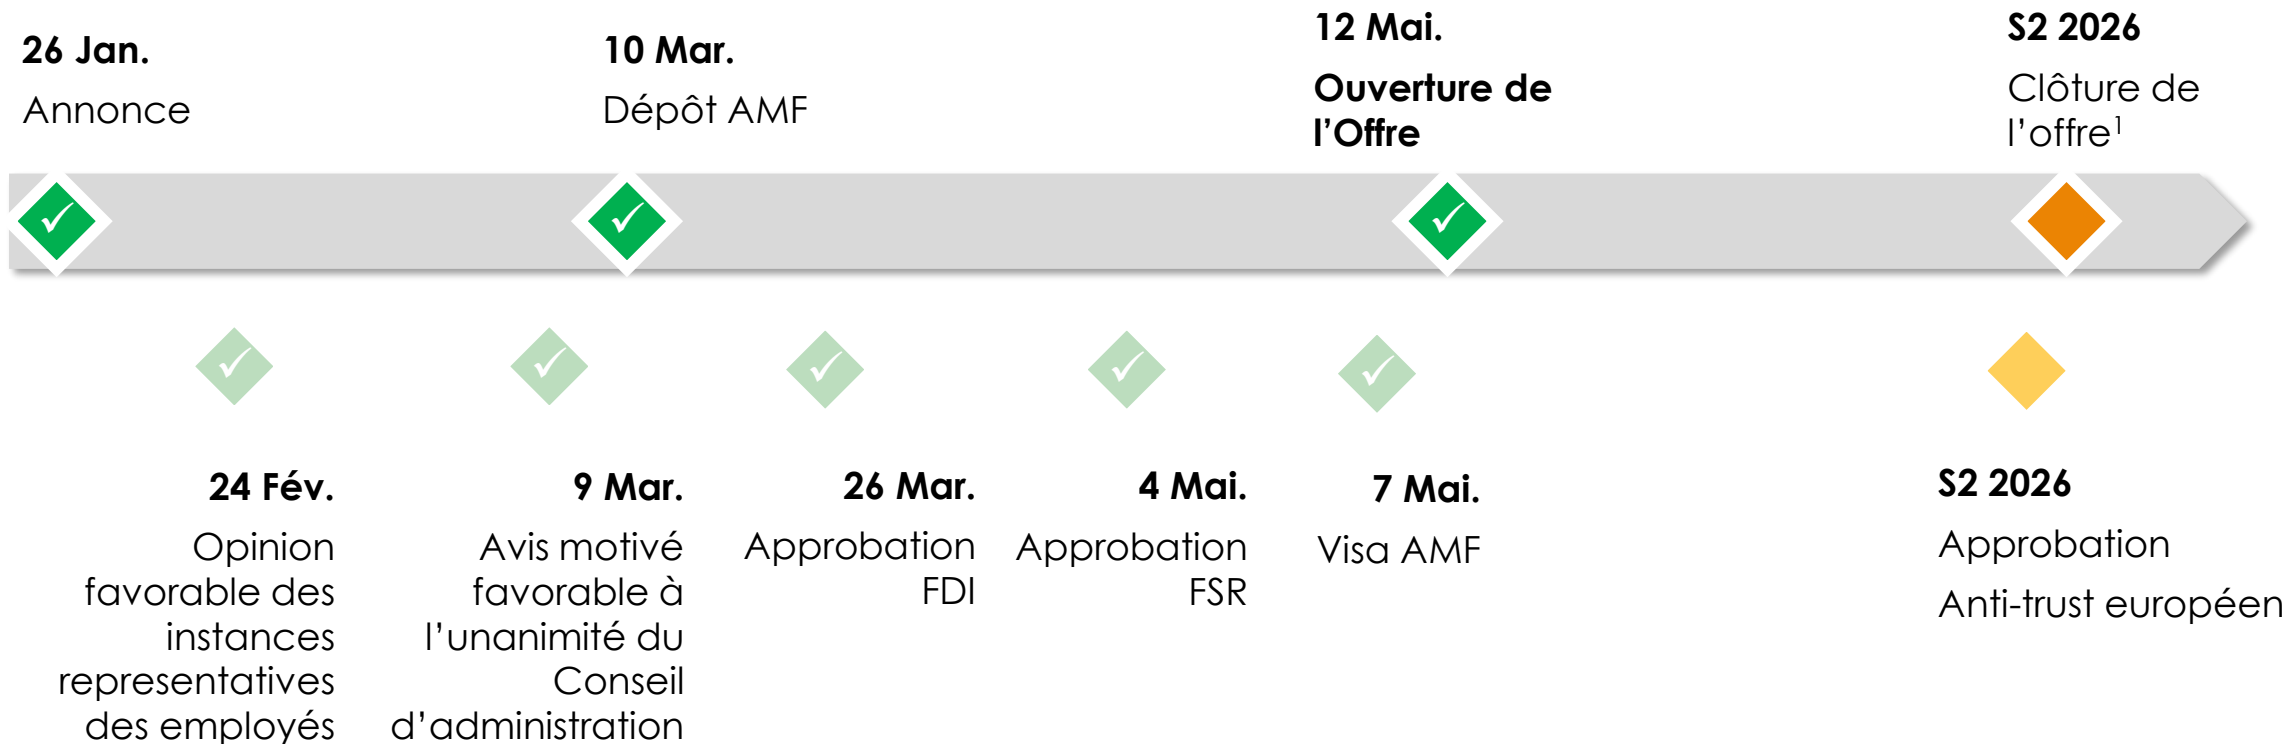 26 Jan.
Annonce
10 Mar.
Dépôt AMF
12 Mai.
Ouverture de
l’Offre
S2 2026
Clôture de
l’offre¹
24 Fév.
Opinion
favorable des
instances
representatives
des employés
9 Mar.
Avis motivé
favorable à
l’unanimité du
Conseil
d’administration
26 Mar.
Approbation
FDI
4 Mai.
Approbation
FSR
7 Mai.
Visa AMF
S2 2026
Approbation
Anti-trust européen